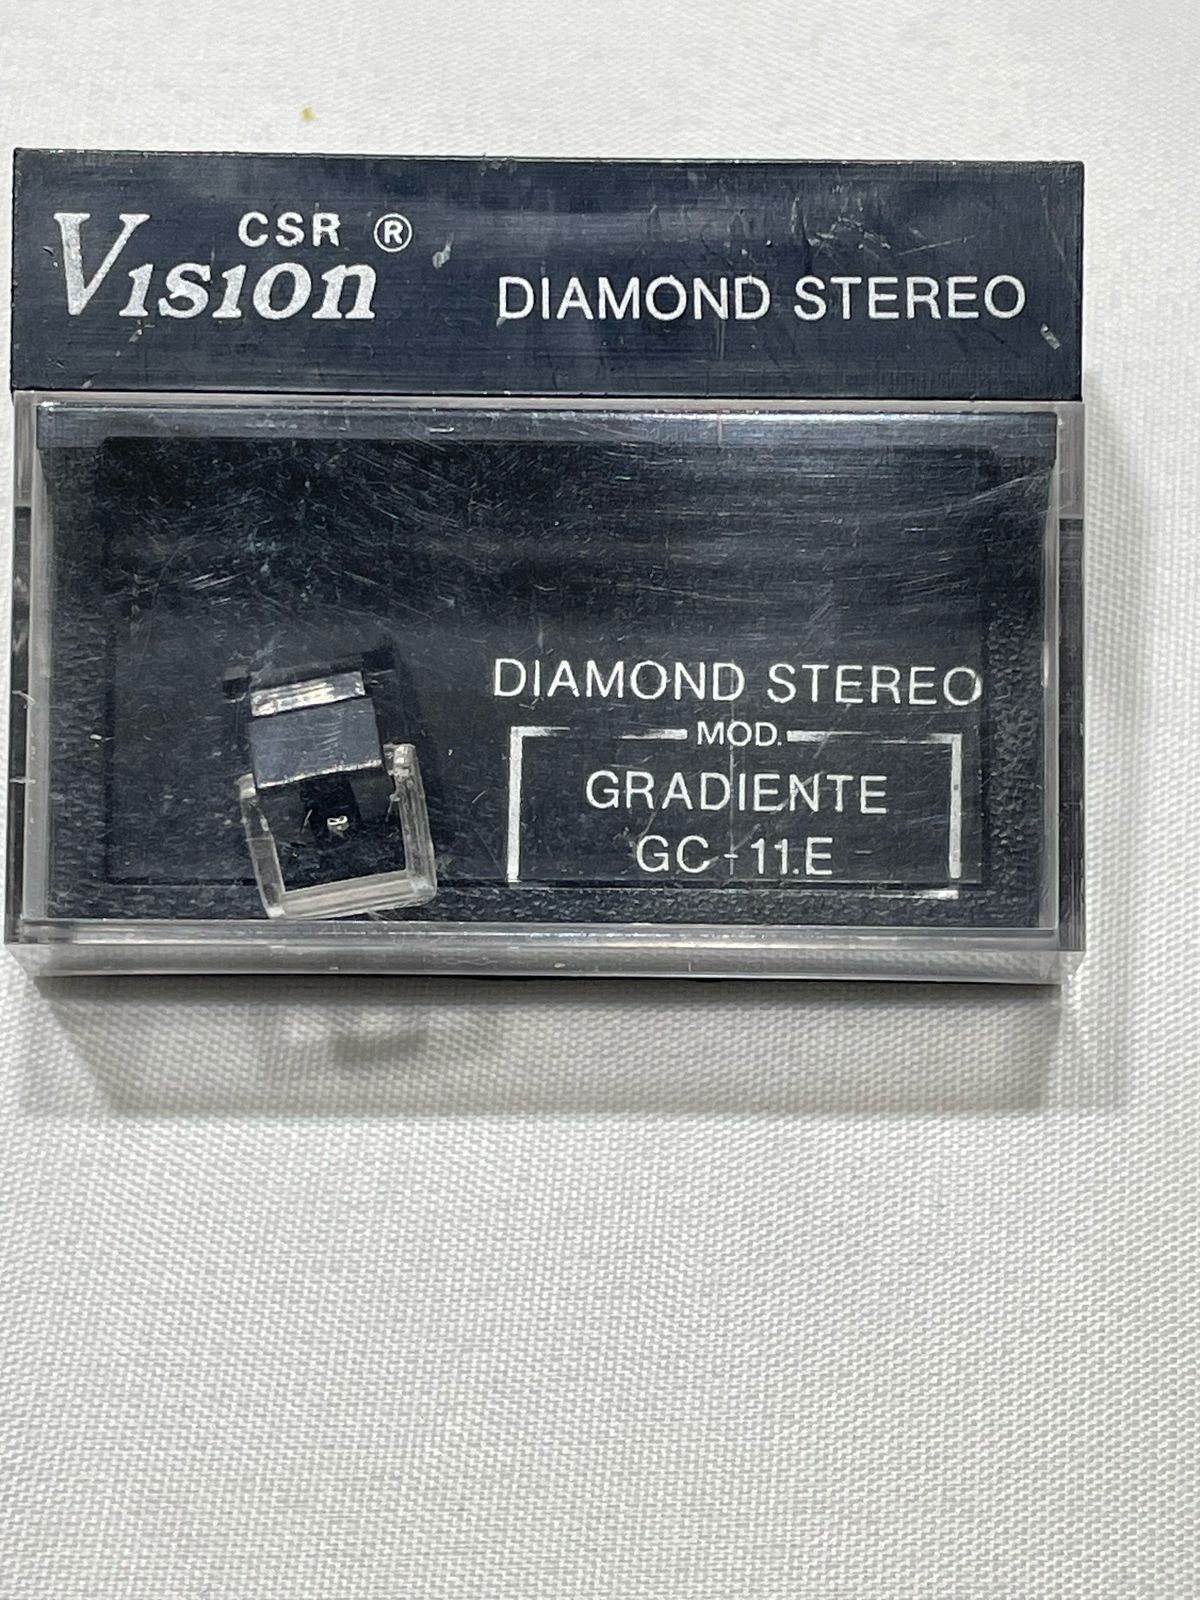 CSR ®
Vision
DIAMOND STEREO
DIAMOND STEREO
MOD.
GRADIENTE
GC-11.E